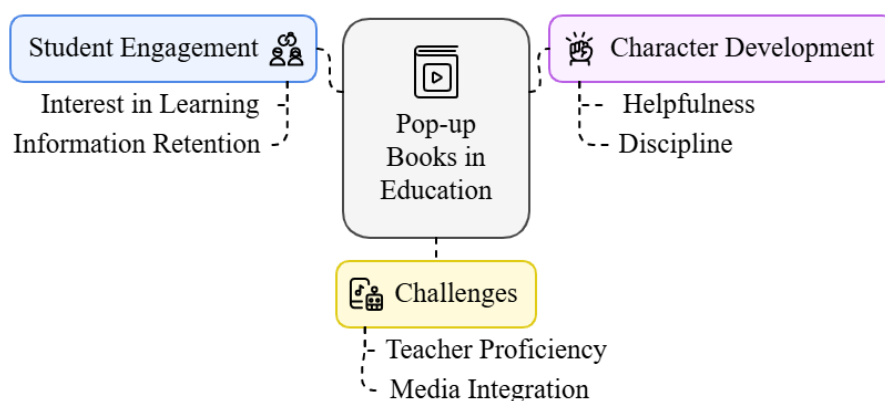 Student Engagement
Interest in Learning
Information Retention
Pop-up
Books in
Education
Character Development
Helpfulness
Discipline
Challenges
Teacher Proficiency
Media Integration